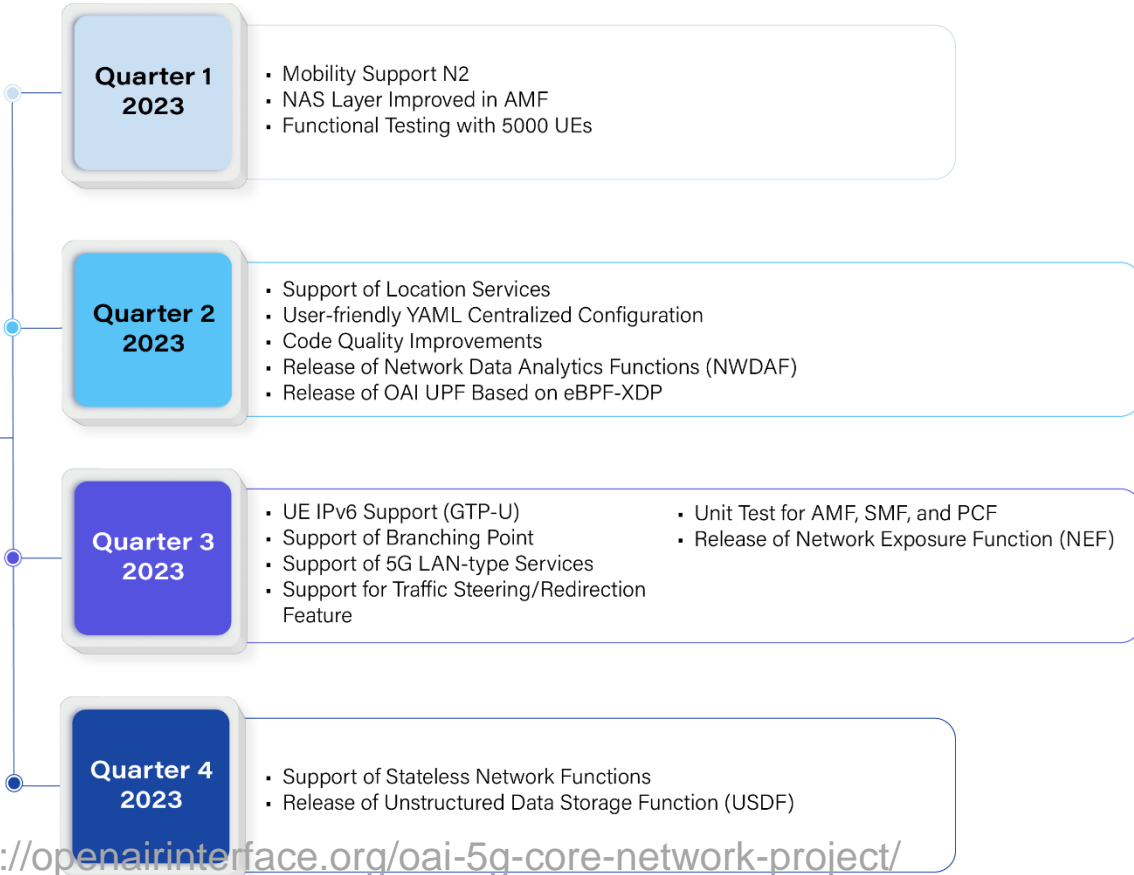 Quarter 1
2023
▪ Mobility Support N2
▪ NAS Layer Improved in AMF
▪ Functional Testing with 5000 UEs
Quarter 2
2023
▪ Support of Location Services
▪ User-friendly YAML Centralized Configuration
▪ Code Quality Improvements
▪ Release of Network Data Analytics Functions (NWDAF)
▪ Release of OAI UPF Based on eBPF-XDP
Quarter 3
2023
▪ UE IPv6 Support (GTP-U)
▪ Support of Branching Point
▪ Support of 5G LAN-type Services
▪ Support for Traffic Steering/Redirection
Feature
▪ Unit Test for AMF, SMF, and PCF
▪ Release of Network Exposure Function (NEF)
Quarter 4
2023
▪ Support of Stateless Network Functions
▪ Release of Unstructured Data Storage Function (USDF)
://openairinterface.org/oai-5g-core-network-project/